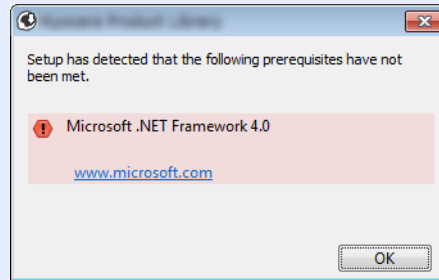 Setup has detected that the following prerequisites have not
been met.
Microsoft .NET Framework 4.0
www.microsoft.com
OK